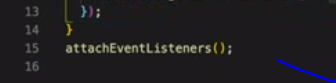 13 });
14 }
15 attachEventListeners();
16